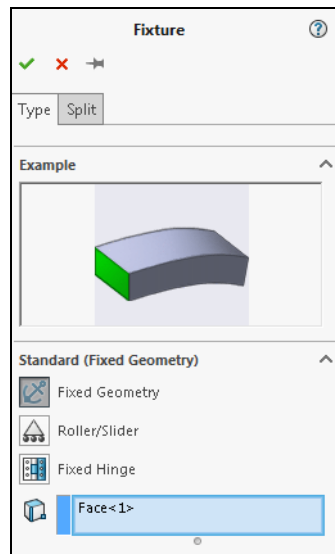 Fixture
Type Split
Example
Standard (Fixed Geometry)
Fixed Geometry
Roller/Slider
Fixed Hinge
Face<1>